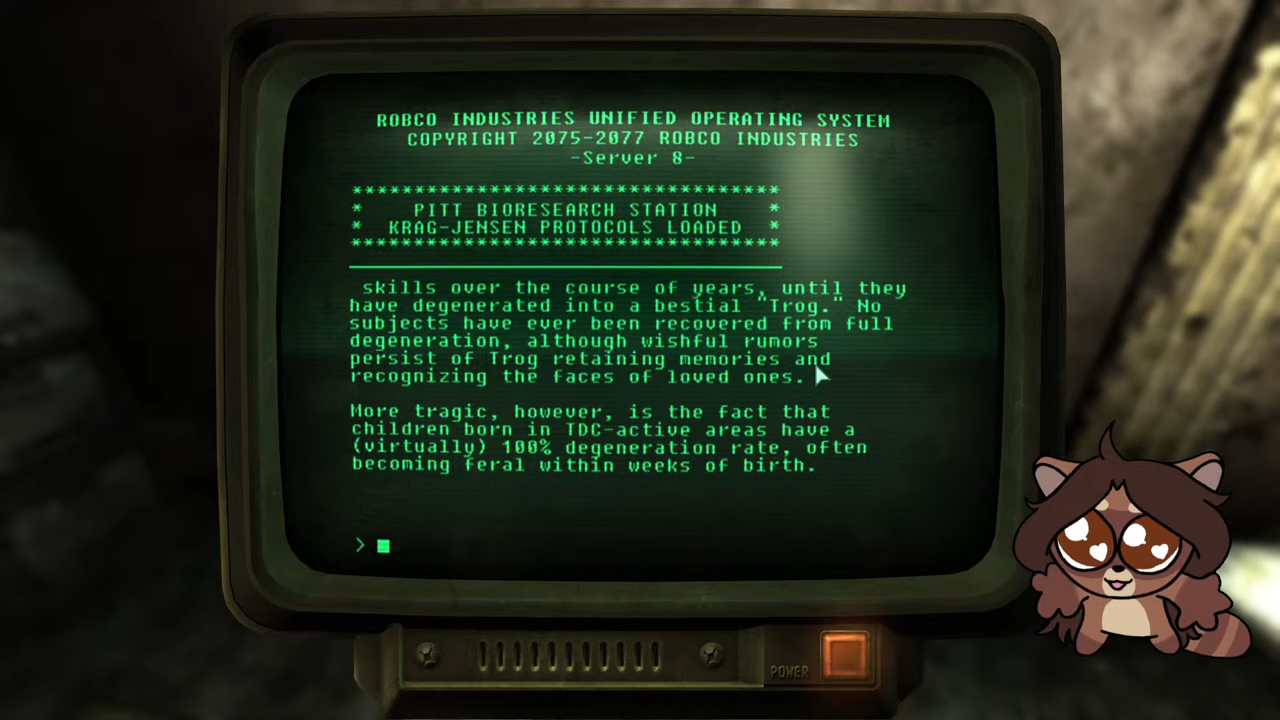 ROBCO INDUSTRIES UNIFIED OPERATING SYSTEM
COPYRIGHT 2075-2077 ROBCO INDUSTRIES
-Server 8-
***********************************
* PITT BIORESEARCH STATION *
* KRAG-JENSEN PROTOCOLS LOADED *
***********************************
skills over the course of years, until they
have degenerated into a bestial "Trog." No
subjects have ever been recovered from full
degeneration, although wishful rumors
persist of Trog retaining memories and
recognizing the faces of loved ones.
More tragic, however, is the fact that
children born in TDC-active areas have a
(virtually) 100% degeneration rate, often
becoming feral within weeks of birth.
>
POWER